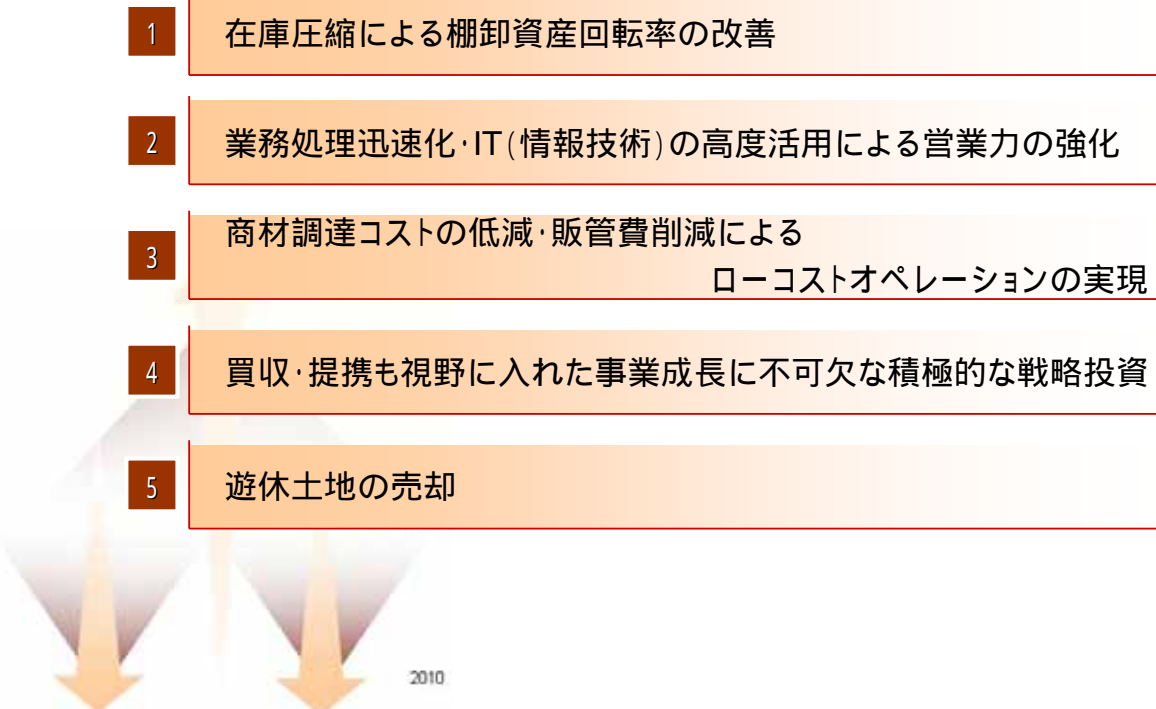 1 在庫圧縮による棚卸資産回転率の改善
2 業務処理迅速化･IT(情報技術)の高度活用による営業力の強化
3 商材調達コストの低減･販管費削減による
ローコストオペレーションの実現
4 買収･提携も視野に入れた事業成長に不可欠な積極的な戦略投資
5 遊休土地の売却
2010